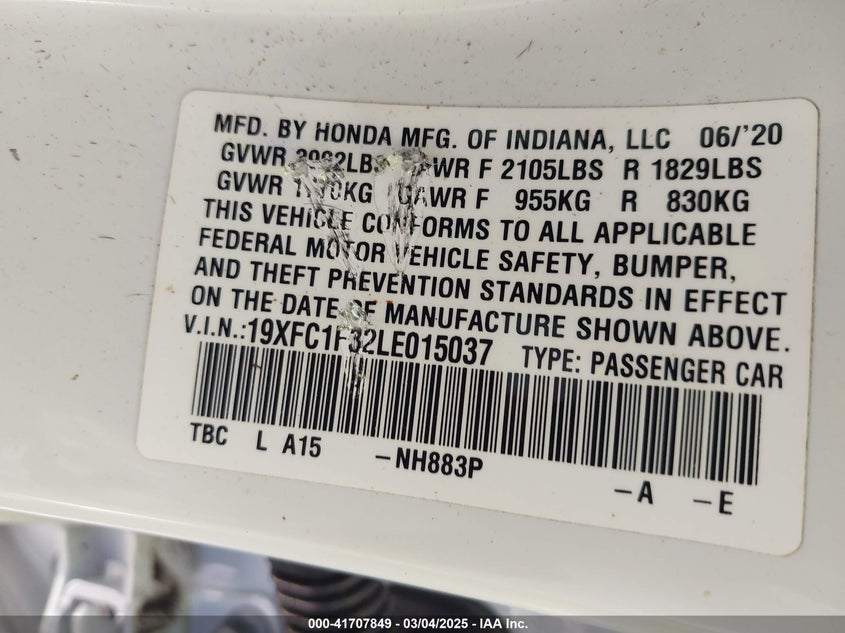 MFD. BY HONDA MFG. OF INDIANA, LLC 06/'20
GVWR F 2105LBS R 1829LBS
GVWR GAWR F 955KG R 830KG
THIS VEHICLE CONFORMS TO ALL APPLICABLE
FEDERAL MOTOR VEHICLE SAFETY, BUMPER,
AND THEFT PREVENTION STANDARDS IN EFFECT
ON THE DATE OF MANUFACTURE SHOWN ABOVE.
V.I.N.:19XFC1F32LE015037 TYPE: PASSENGER CAR
TBC L A15 -NH883P -A -E
000-41707849 - 03/04/2025 - IAA Inc.